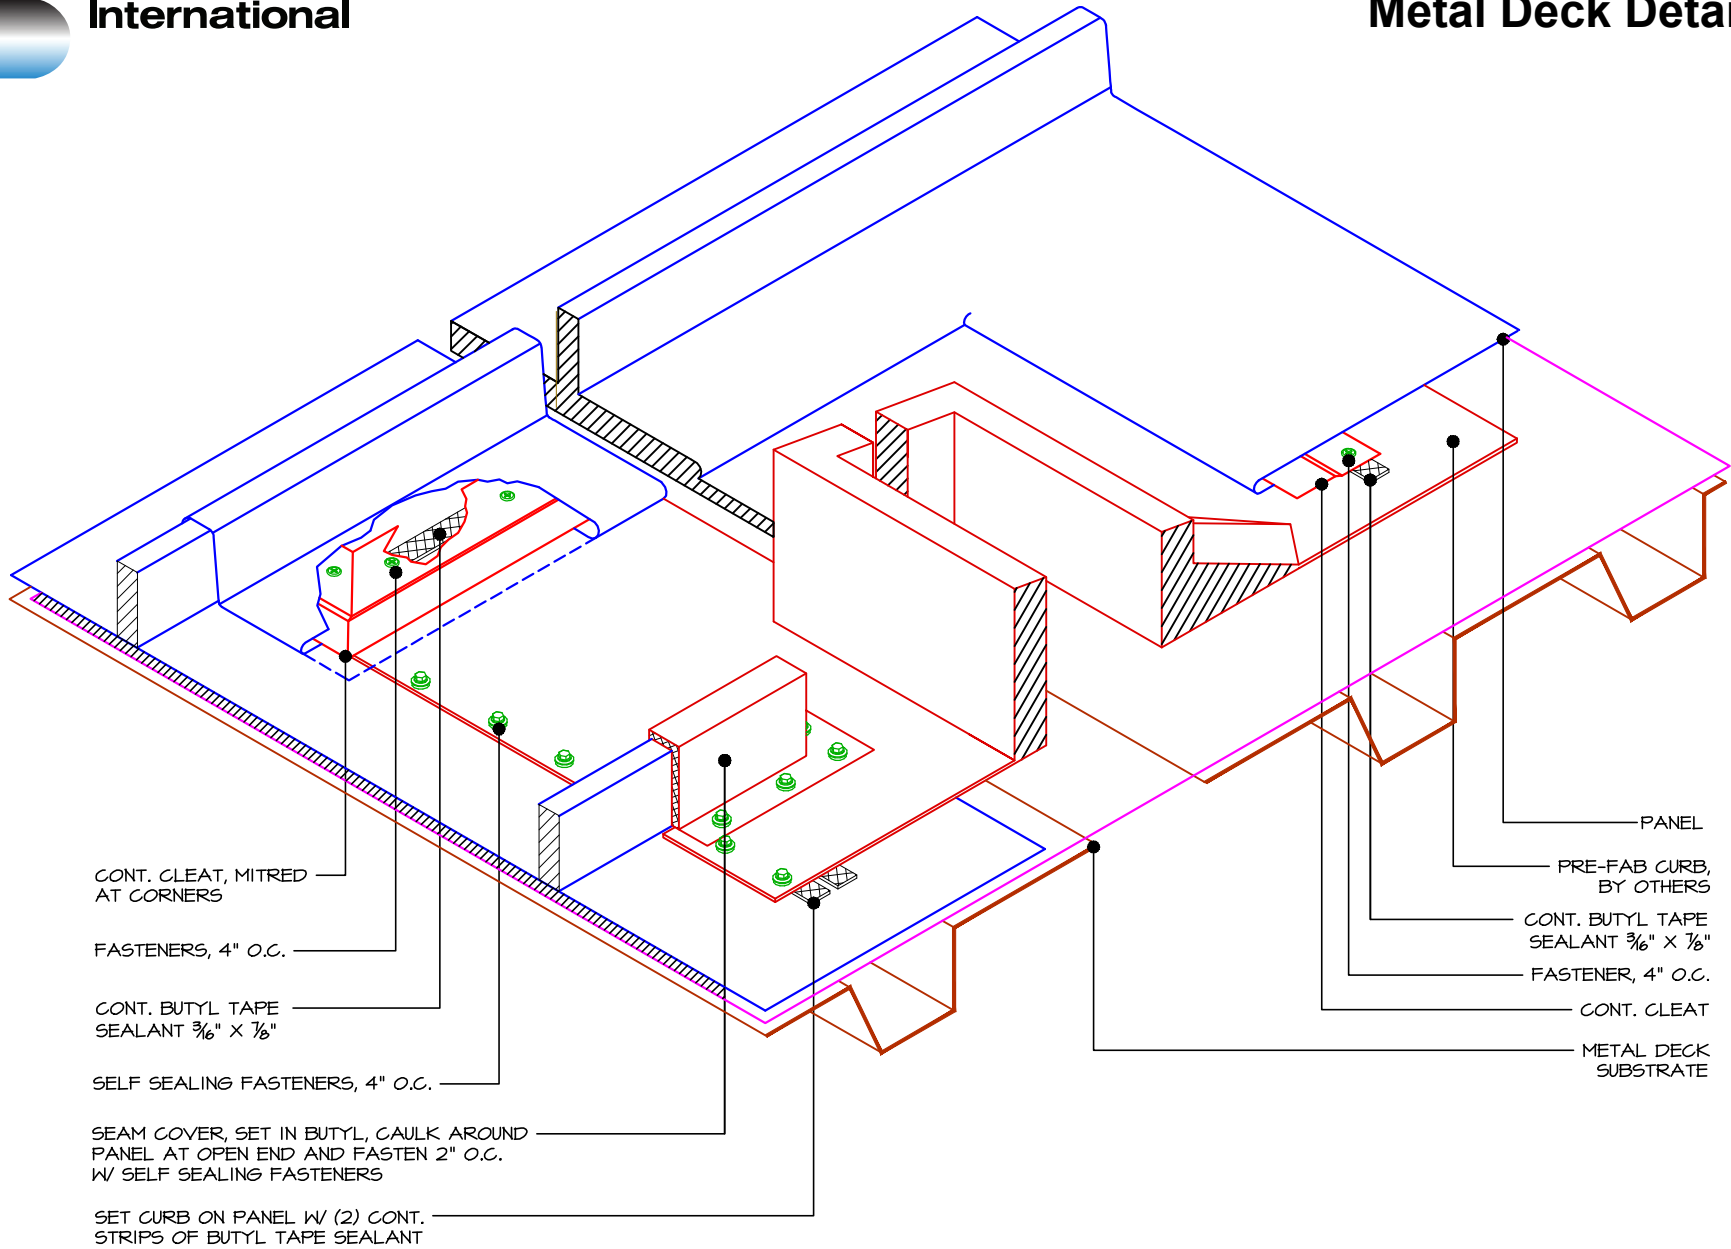 International
Metal Deck Detai
CONT. CLEAT, MITRED
AT CORNERS
FASTENERS, 4" O.C.
CONT. BUTYL TAPE
SEALANT 3/16" X 7/8"
SELF SEALING FASTENERS, 4" O.C.
SEAM COVER, SET IN BUTYL, CAULK AROUND
PANEL AT OPEN END AND FASTEN 2" O.C.
W/ SELF SEALING FASTENERS
SET CURB ON PANEL W/ (2) CONT.
STRIPS OF BUTYL TAPE SEALANT
PANEL
PRE-FAB CURB,
BY OTHERS
CONT. BUTYL TAPE
SEALANT 3/16" X 7/8"
FASTENER, 4" O.C.
CONT. CLEAT
METAL DECK
SUBSTRATE